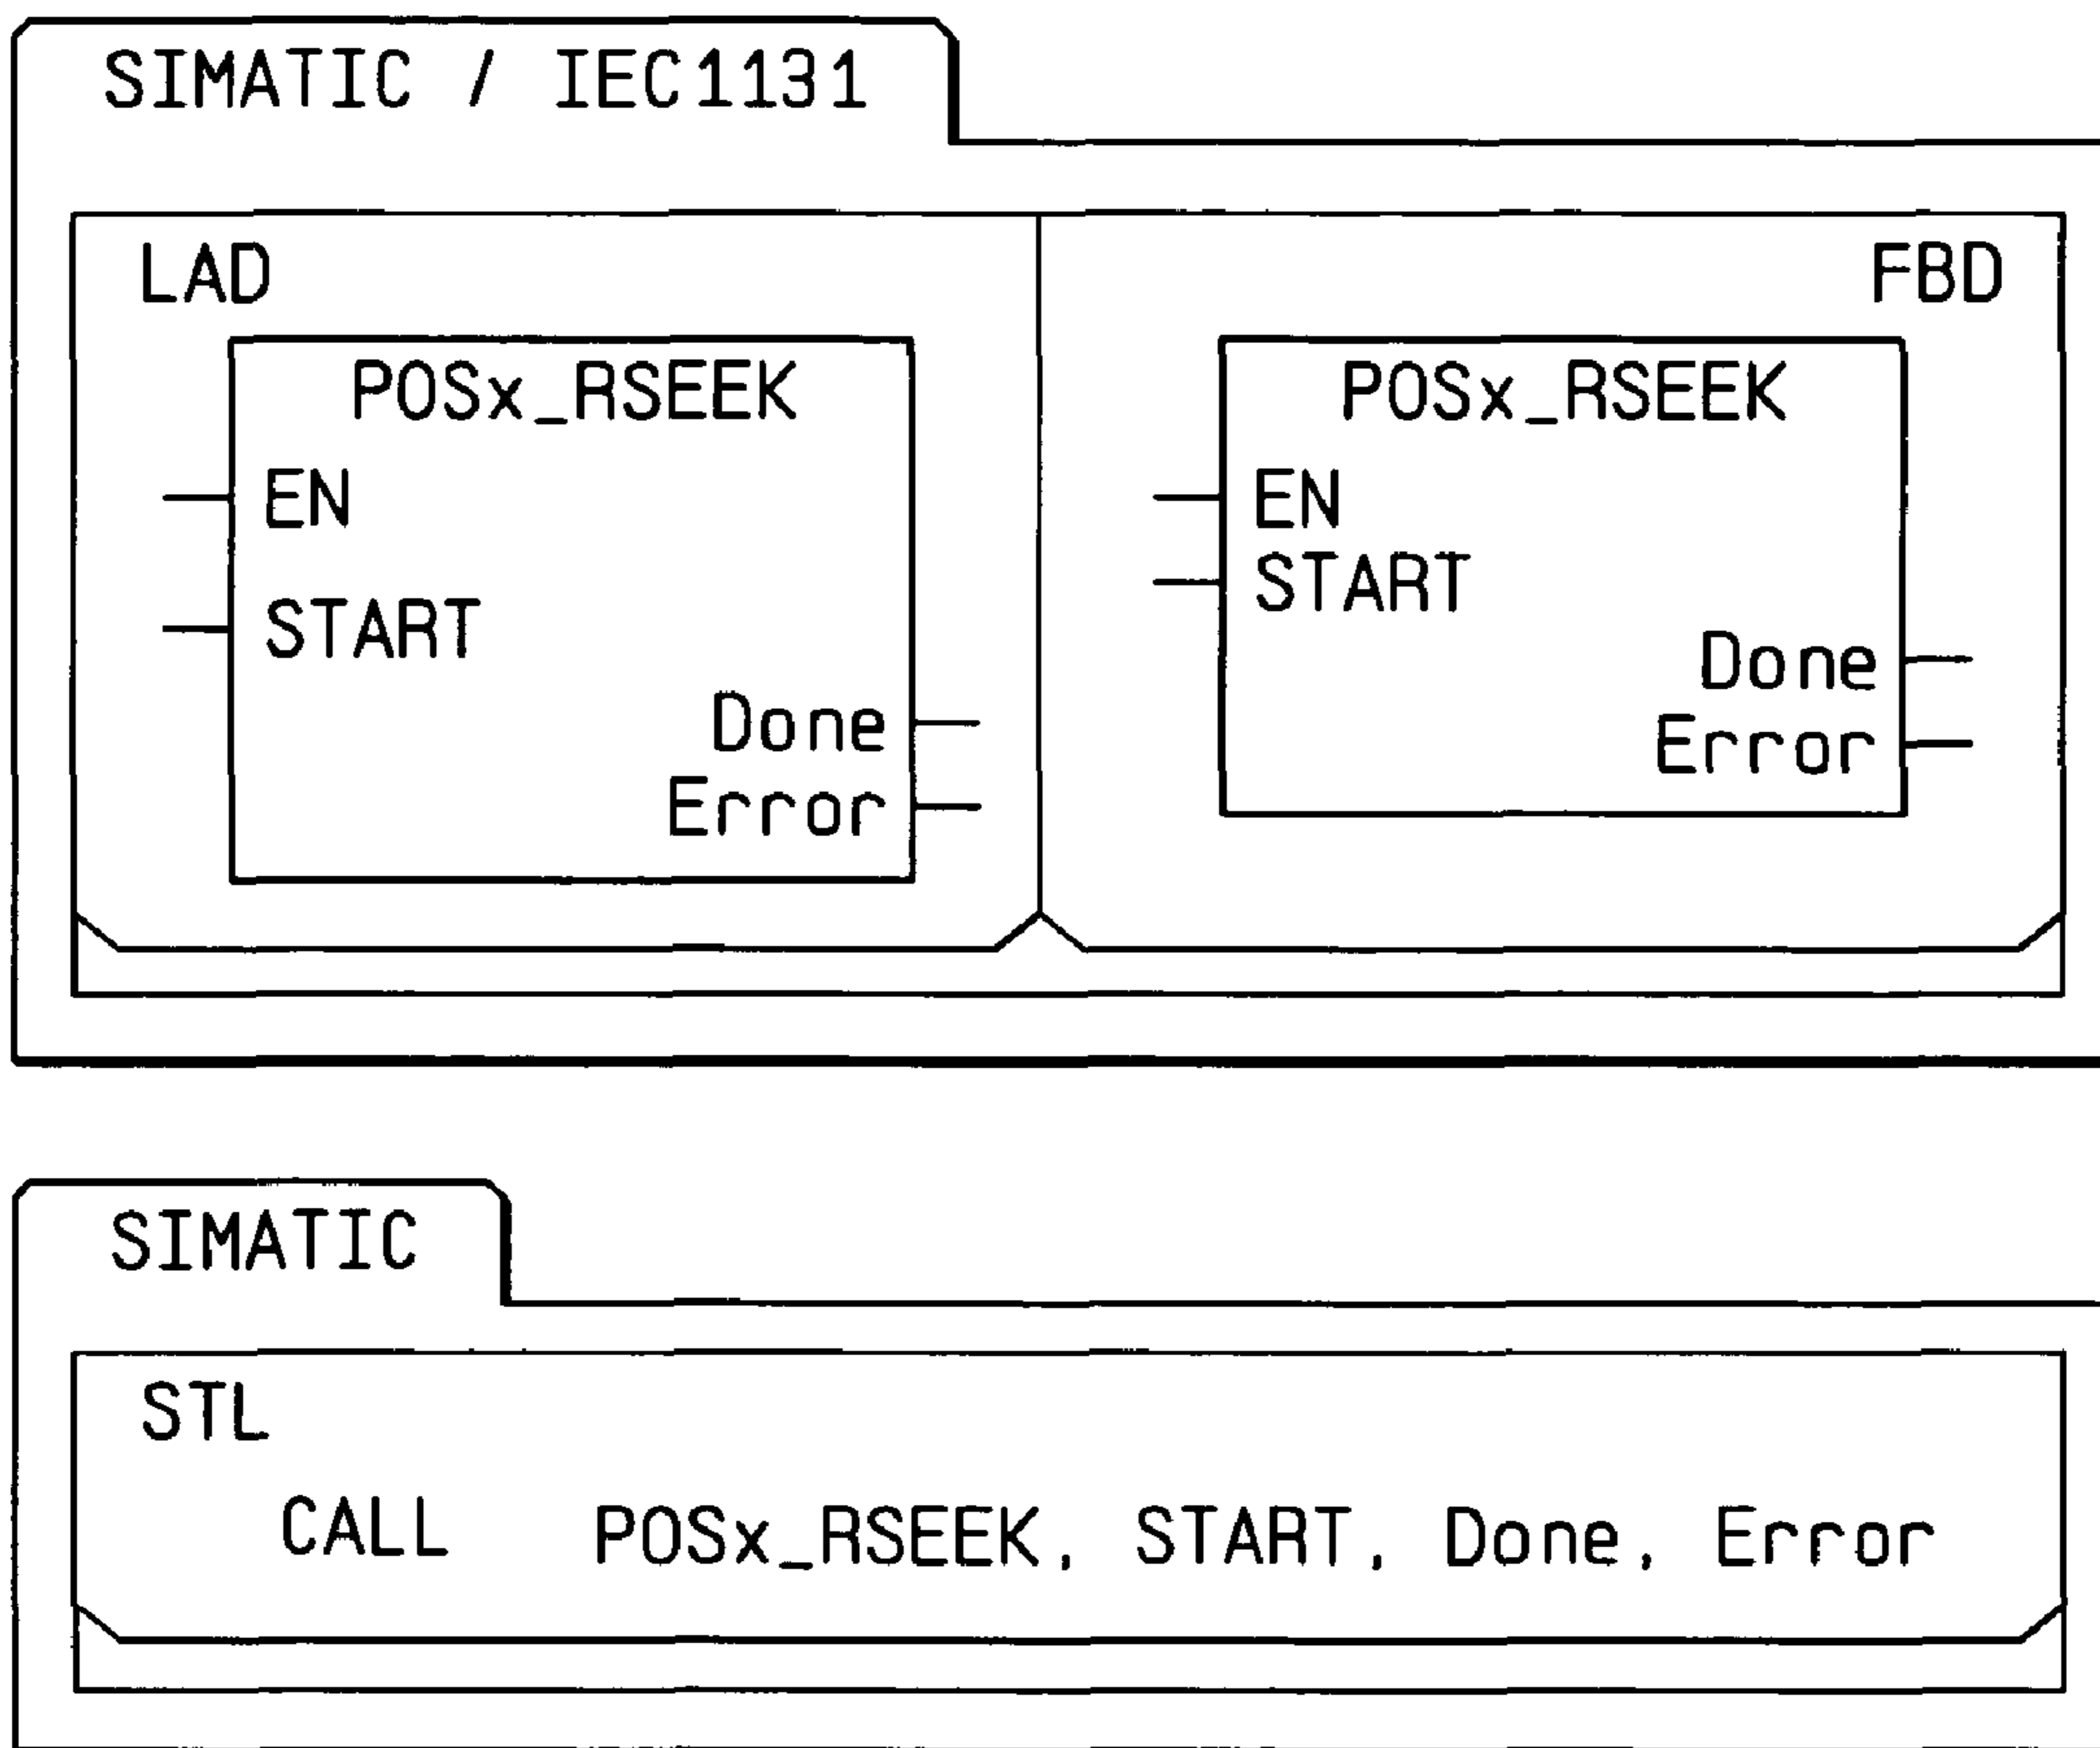 SIMATIC / IEC1131
LAD
POSx_RSEEK
EN
START
Done
Error
FBD
POSx_RSEEK
EN
START
Done
Error
SIMATIC
STL
CALL POSx_RSEEK, START, Done, Error